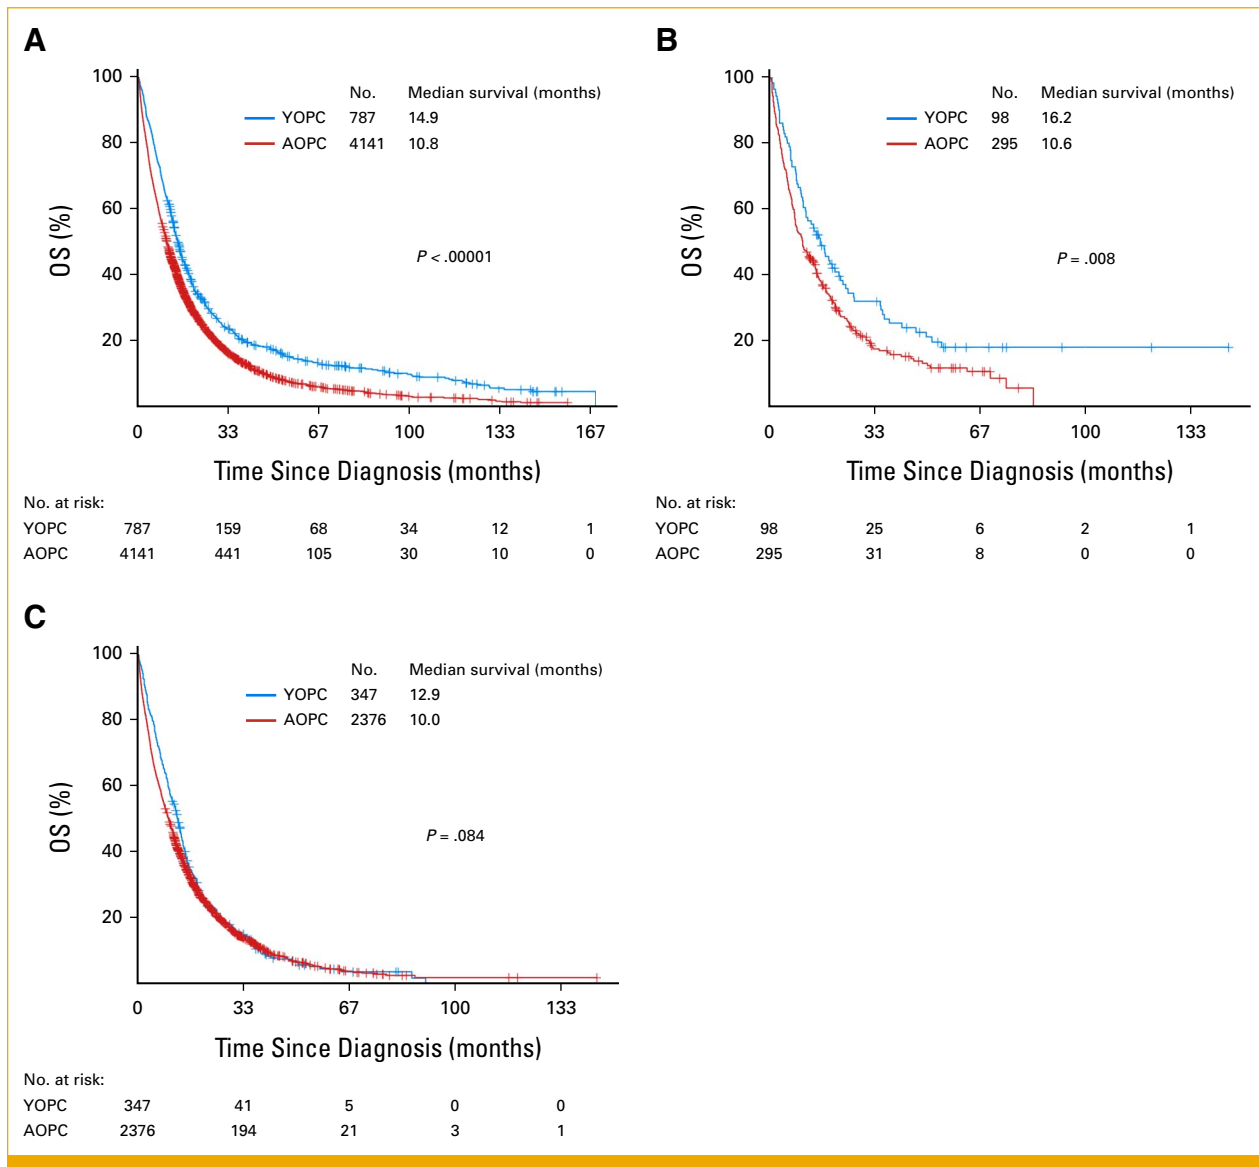 A
No. Median survival (months)
YOPC 787 14.9
AOPC 4141 10.8
P < .00001
OS (%)
100
80
60
40
20
0 33 67 100 133 167
Time Since Diagnosis (months)
No. at risk:
YOPC 787 159 68 34 12 1
AOPC 4141 441 105 30 10 0
B
No. Median survival (months)
YOPC 98 16.2
AOPC 295 10.6
P = .008
OS (%)
100
80
60
40
20
0 33 67 100 133
Time Since Diagnosis (months)
No. at risk:
YOPC 98 25 6 2 1
AOPC 295 31 8 0 0
C
No. Median survival (months)
YOPC 347 12.9
AOPC 2376 10.0
P = .084
OS (%)
100
80
60
40
20
0 33 67 100 133
Time Since Diagnosis (months)
No. at risk:
YOPC 347 41 5 0 0
AOPC 2376 194 21 3 1